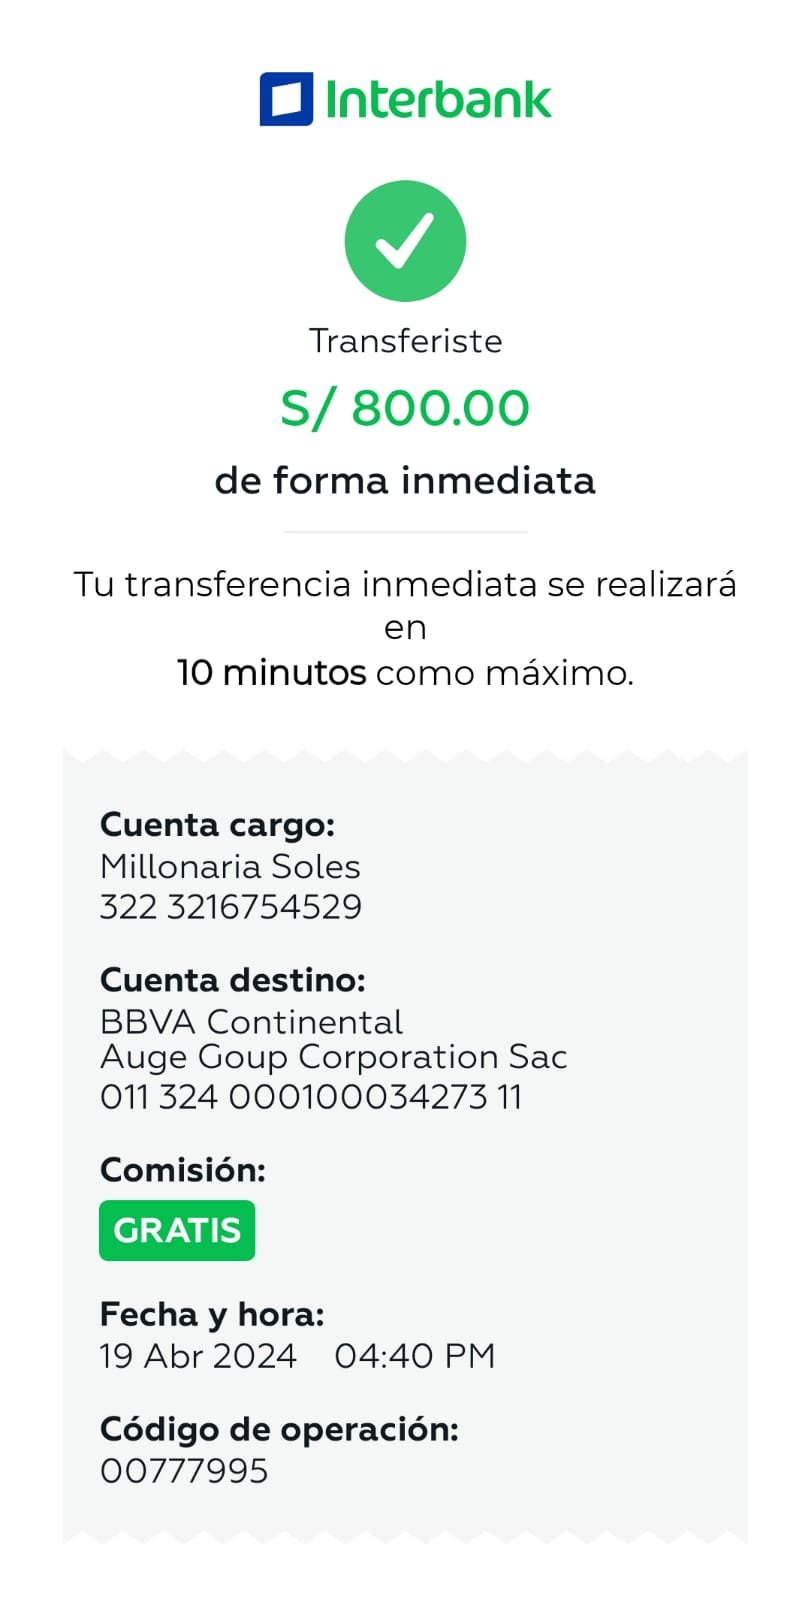 Interbank
Transferiste
S/ 800.00
de forma inmediata
Tu transferencia inmediata se realizará
en
10 minutos como máximo.
Cuenta cargo:
Millonaria Soles
322 3216754529
Cuenta destino:
BBVA Continental
Auge Goup Corporation Sac
011 324 000100034273 11
Comisión:
GRATIS
Fecha y hora:
19 Abr 2024 04:40 PM
Código de operación:
00777995